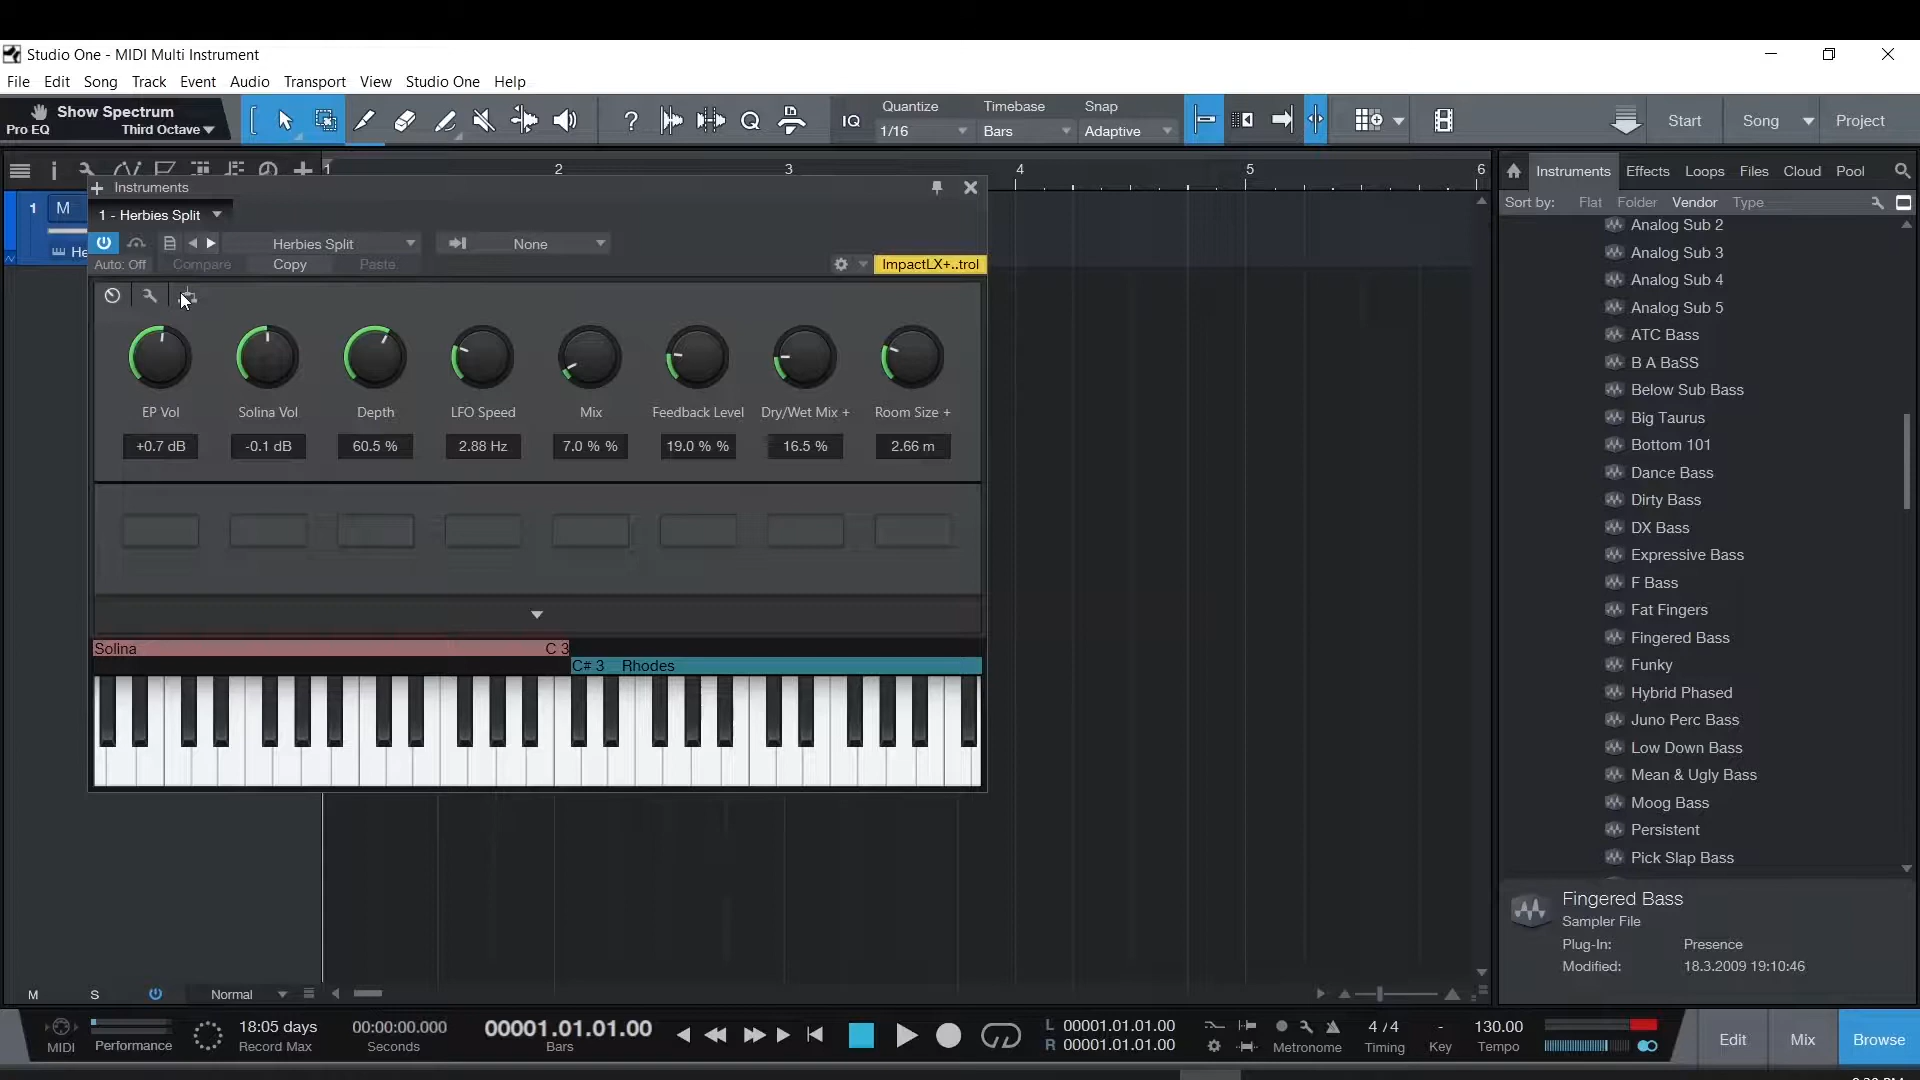 Studio One - MIDI Multi Instrument
File Edit Song Track Event Audio Transport View Studio One Help
Show Spectrum
Pro EQ Third Octave
? Q IQ
Quantize Timebase Snap
1/16 Bars Adaptive
Start Song Project
1 2 3 4 5 6
Instruments
1 M
1 - Herbies Split
Herbies Split None
He
Auto: Off Compare Copy Paste
ImpactLX+..trol
EP Vol Solina Vol Depth LFO Speed Mix Feedback Level Dry/Wet Mix + Room Size +
+0.7 dB -0.1 dB 60.5 % 2.88 Hz 7.0 % % 19.0 % % 16.5 % 2.66 m
Solina C 3
C# 3 Rhodes
Instruments Effects Loops Files Cloud Pool
Sort by: Flat Folder Vendor Type
Analog Sub 2
Analog Sub 3
Analog Sub 4
Analog Sub 5
ATC Bass
B A BaSS
Below Sub Bass
Big Taurus
Bottom 101
Dance Bass
Dirty Bass
DX Bass
Expressive Bass
F Bass
Fat Fingers
Fingered Bass
Funky
Hybrid Phased
Juno Perc Bass
Low Down Bass
Mean & Ugly Bass
Moog Bass
Persistent
Pick Slap Bass
Fingered Bass
Sampler File
Plug-In: Presence
Modified: 18.3.2009 19:10:46
M S Normal
MIDI Performance
18:05 days
Record Max
00:00:00.000
Seconds
00001.01.01.00
Bars
L 00001.01.01.00
R 00001.01.01.00
Metronome
4 / 4
Timing
-
Key
130.00
Tempo
Edit Mix Browse